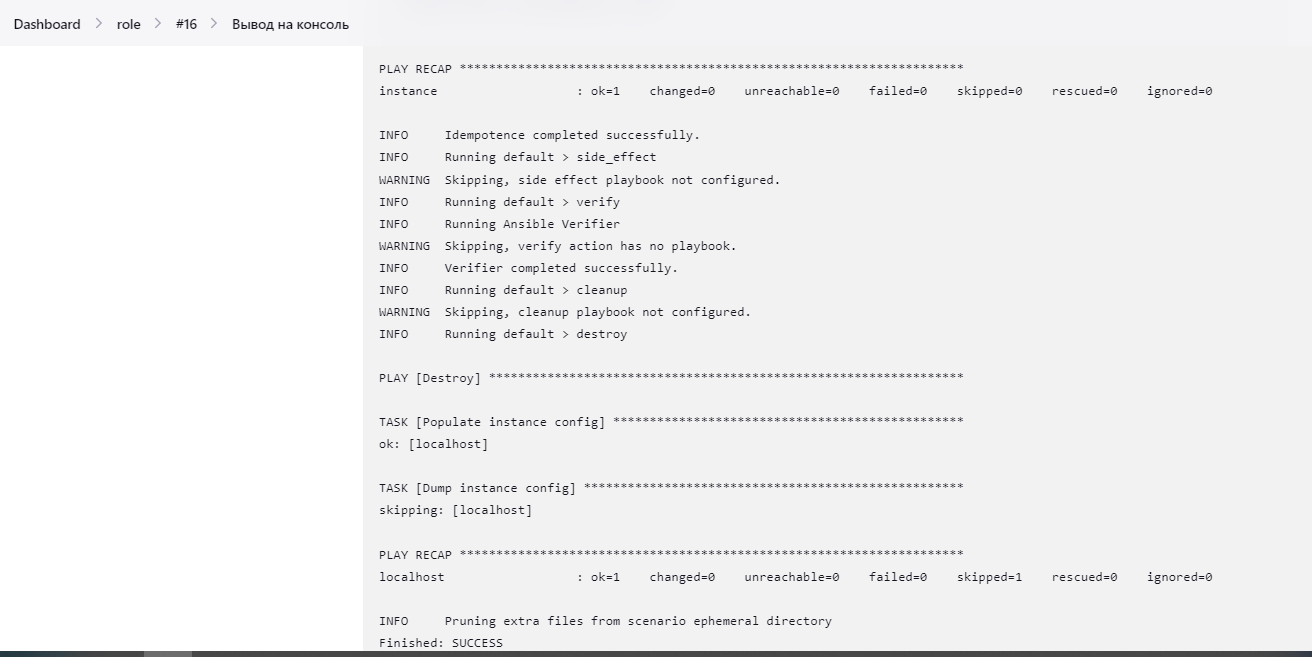 Dashboard > role > #16 > Вывод на консоль
PLAY RECAP *********************************************************************
instance                   : ok=1    changed=0    unreachable=0    failed=0    skipped=0    rescued=0    ignored=0
INFO     Idempotence completed successfully.
INFO     Running default > side_effect
WARNING  Skipping, side effect playbook not configured.
INFO     Running default > verify
INFO     Running Ansible Verifier
WARNING  Skipping, verify action has no playbook.
INFO     Verifier completed successfully.
INFO     Running default > cleanup
WARNING  Skipping, cleanup playbook not configured.
INFO     Running default > destroy
PLAY [Destroy] *****************************************************************
TASK [Populate instance config] ************************************************
ok: [localhost]
TASK [Dump instance config] ****************************************************
skipping: [localhost]
PLAY RECAP *********************************************************************
localhost                  : ok=1    changed=0    unreachable=0    failed=0    skipped=1    rescued=0    ignored=0
INFO     Pruning extra files from scenario ephemeral directory
Finished: SUCCESS